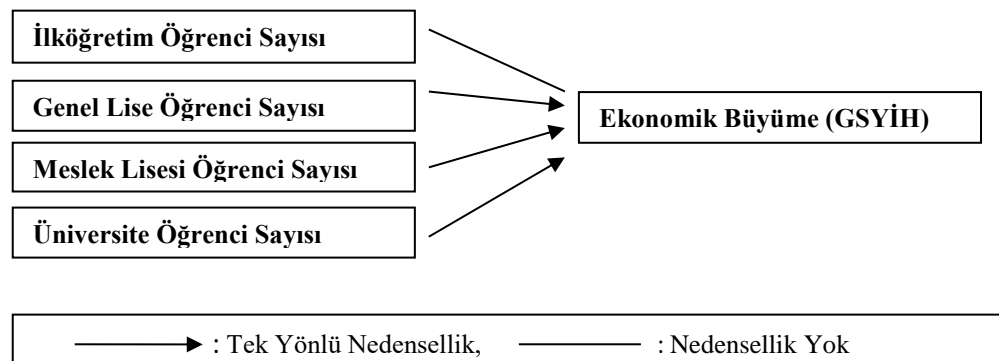 İlköğretim Öğrenci Sayısı
Genel Lise Öğrenci Sayısı
Meslek Lisesi Öğrenci Sayısı
Üniversite Öğrenci Sayısı
Ekonomik Büyüme (GSYİH)
: Tek Yönlü Nedensellik, : Nedensellik Yok